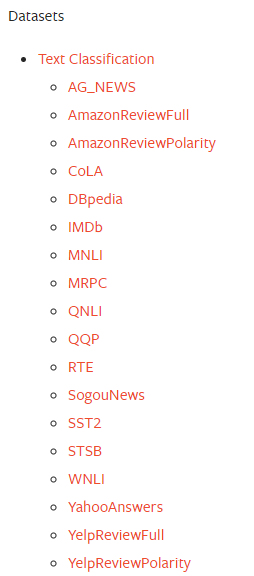 Datasets
Text Classification
AG_NEWS
AmazonReviewFull
AmazonReviewPolarity
CoLA
DBpedia
IMDb
MNLI
MRPC
QNLI
QQP
RTE
SogouNews
SST2
STSB
WNLI
YahooAnswers
YelpReviewFull
YelpReviewPolarity